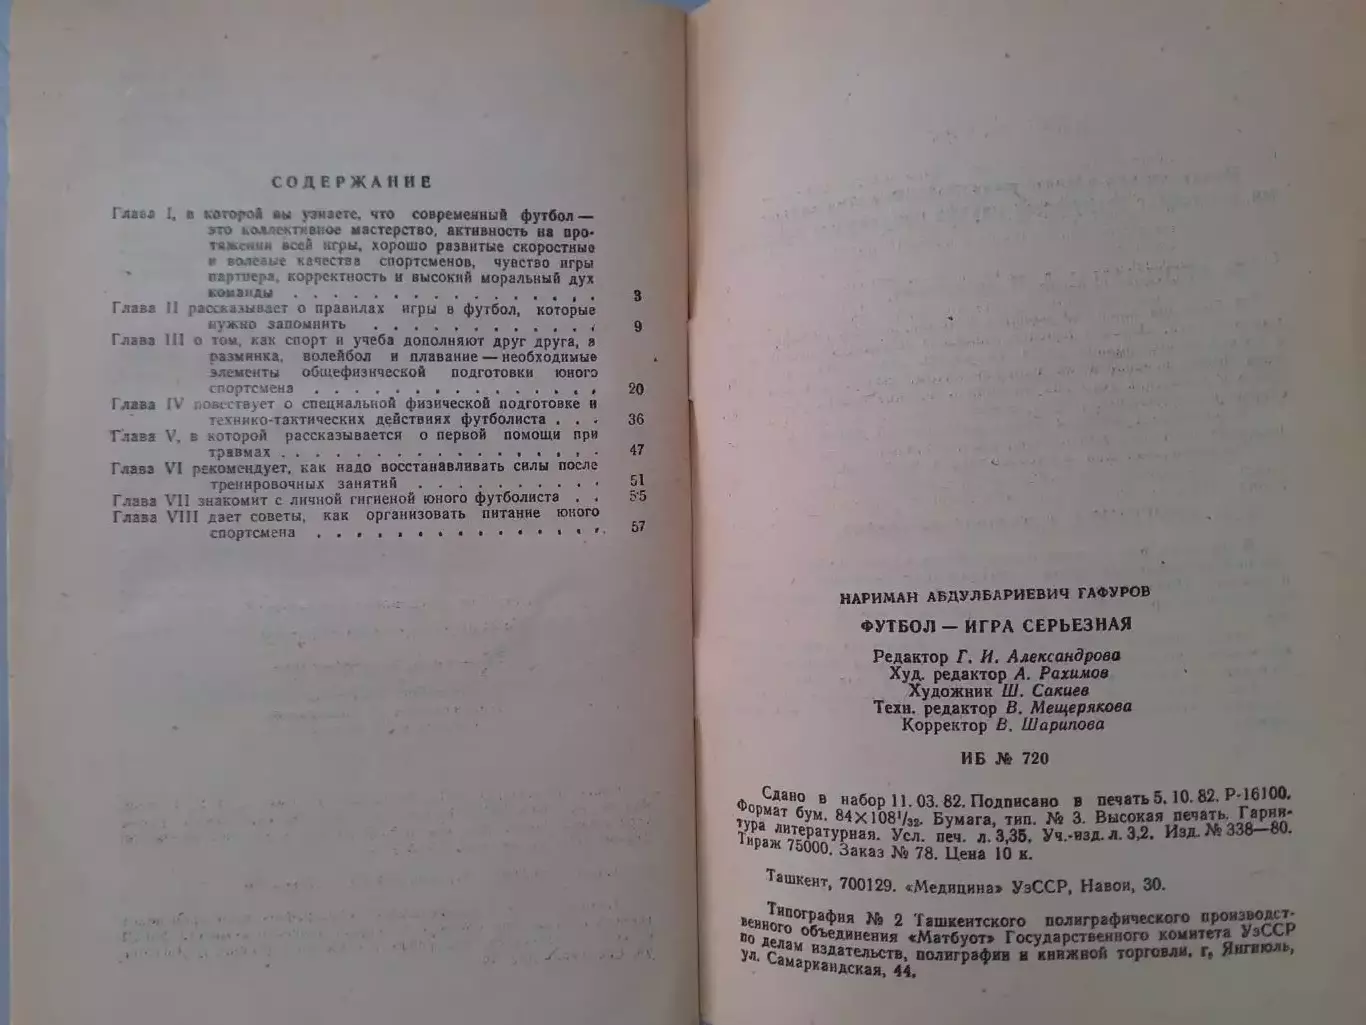 СОДЕРЖАНИЕ
Глава I, в которой вы узнаете, что современный футбол —
это коллективное мастерство, активность на про-
тяжении всей игры, хорошо развитые скоростные
и волевые качества спортсменов, чувство игры
партнера, корректность и высокий моральный дух
команды . . . . . . . . . . . . . . . 3
Глава II рассказывает о правилах игры в футбол, которые
нужно запомнить . . . . . . . . . . . . 9
Глава III о том, как спорт и учеба дополняют друг друга, а
разминка, волейбол и плавание — необходимые
элементы общефизической подготовки юного
спортсмена . . . . . . . . . . . . . . 20
Глава IV повествует о специальной физической подготовке и
технико-тактических действиях футболиста . . . 36
Глава V, в которой рассказывается о первой помощи при
травмах . . . . . . . . . . . . . . . 47
Глава VI рекомендует, как надо восстанавливать силы после
тренировочных занятий . . . . . . . . . . 51
Глава VII знакомит с личной гигиеной юного футболиста . . 55
Глава VIII дает советы, как организовать питание юного
спортсмена . . . . . . . . . . . . . . . 57
НАРИМАН АБДУЛБАРИЕВИЧ ГАФУРОВ
ФУТБОЛ — ИГРА СЕРЬЕЗНАЯ
Редактор Г. И. Александрова
Худ. редактор А. Рахимов
Художник Ш. Сакиев
Техн. редактор В. Мещерякова
Корректор В. Шарипова
ИБ № 720
Сдано в набор 11. 03. 82. Подписано в печать 5. 10. 82. Р-16100.
Формат бум. 84×108¹/₃₂. Бумага, тип. № 3. Высокая печать. Гарни-
тура литературная. Усл. печ. л. 3,35. Уч.-изд. л. 3,2. Изд. № 338—80.
Тираж 75000. Заказ № 78. Цена 10 к.
Ташкент, 700129. «Медицина» УзССР, Навои, 30.
Типография № 2 Ташкентского полиграфического производст-
венного объединения «Матбуот» Государственного комитета УзССР
по делам издательств, полиграфии и книжной торговли. г, Янгиюль,
ул. Самаркандская, 44.